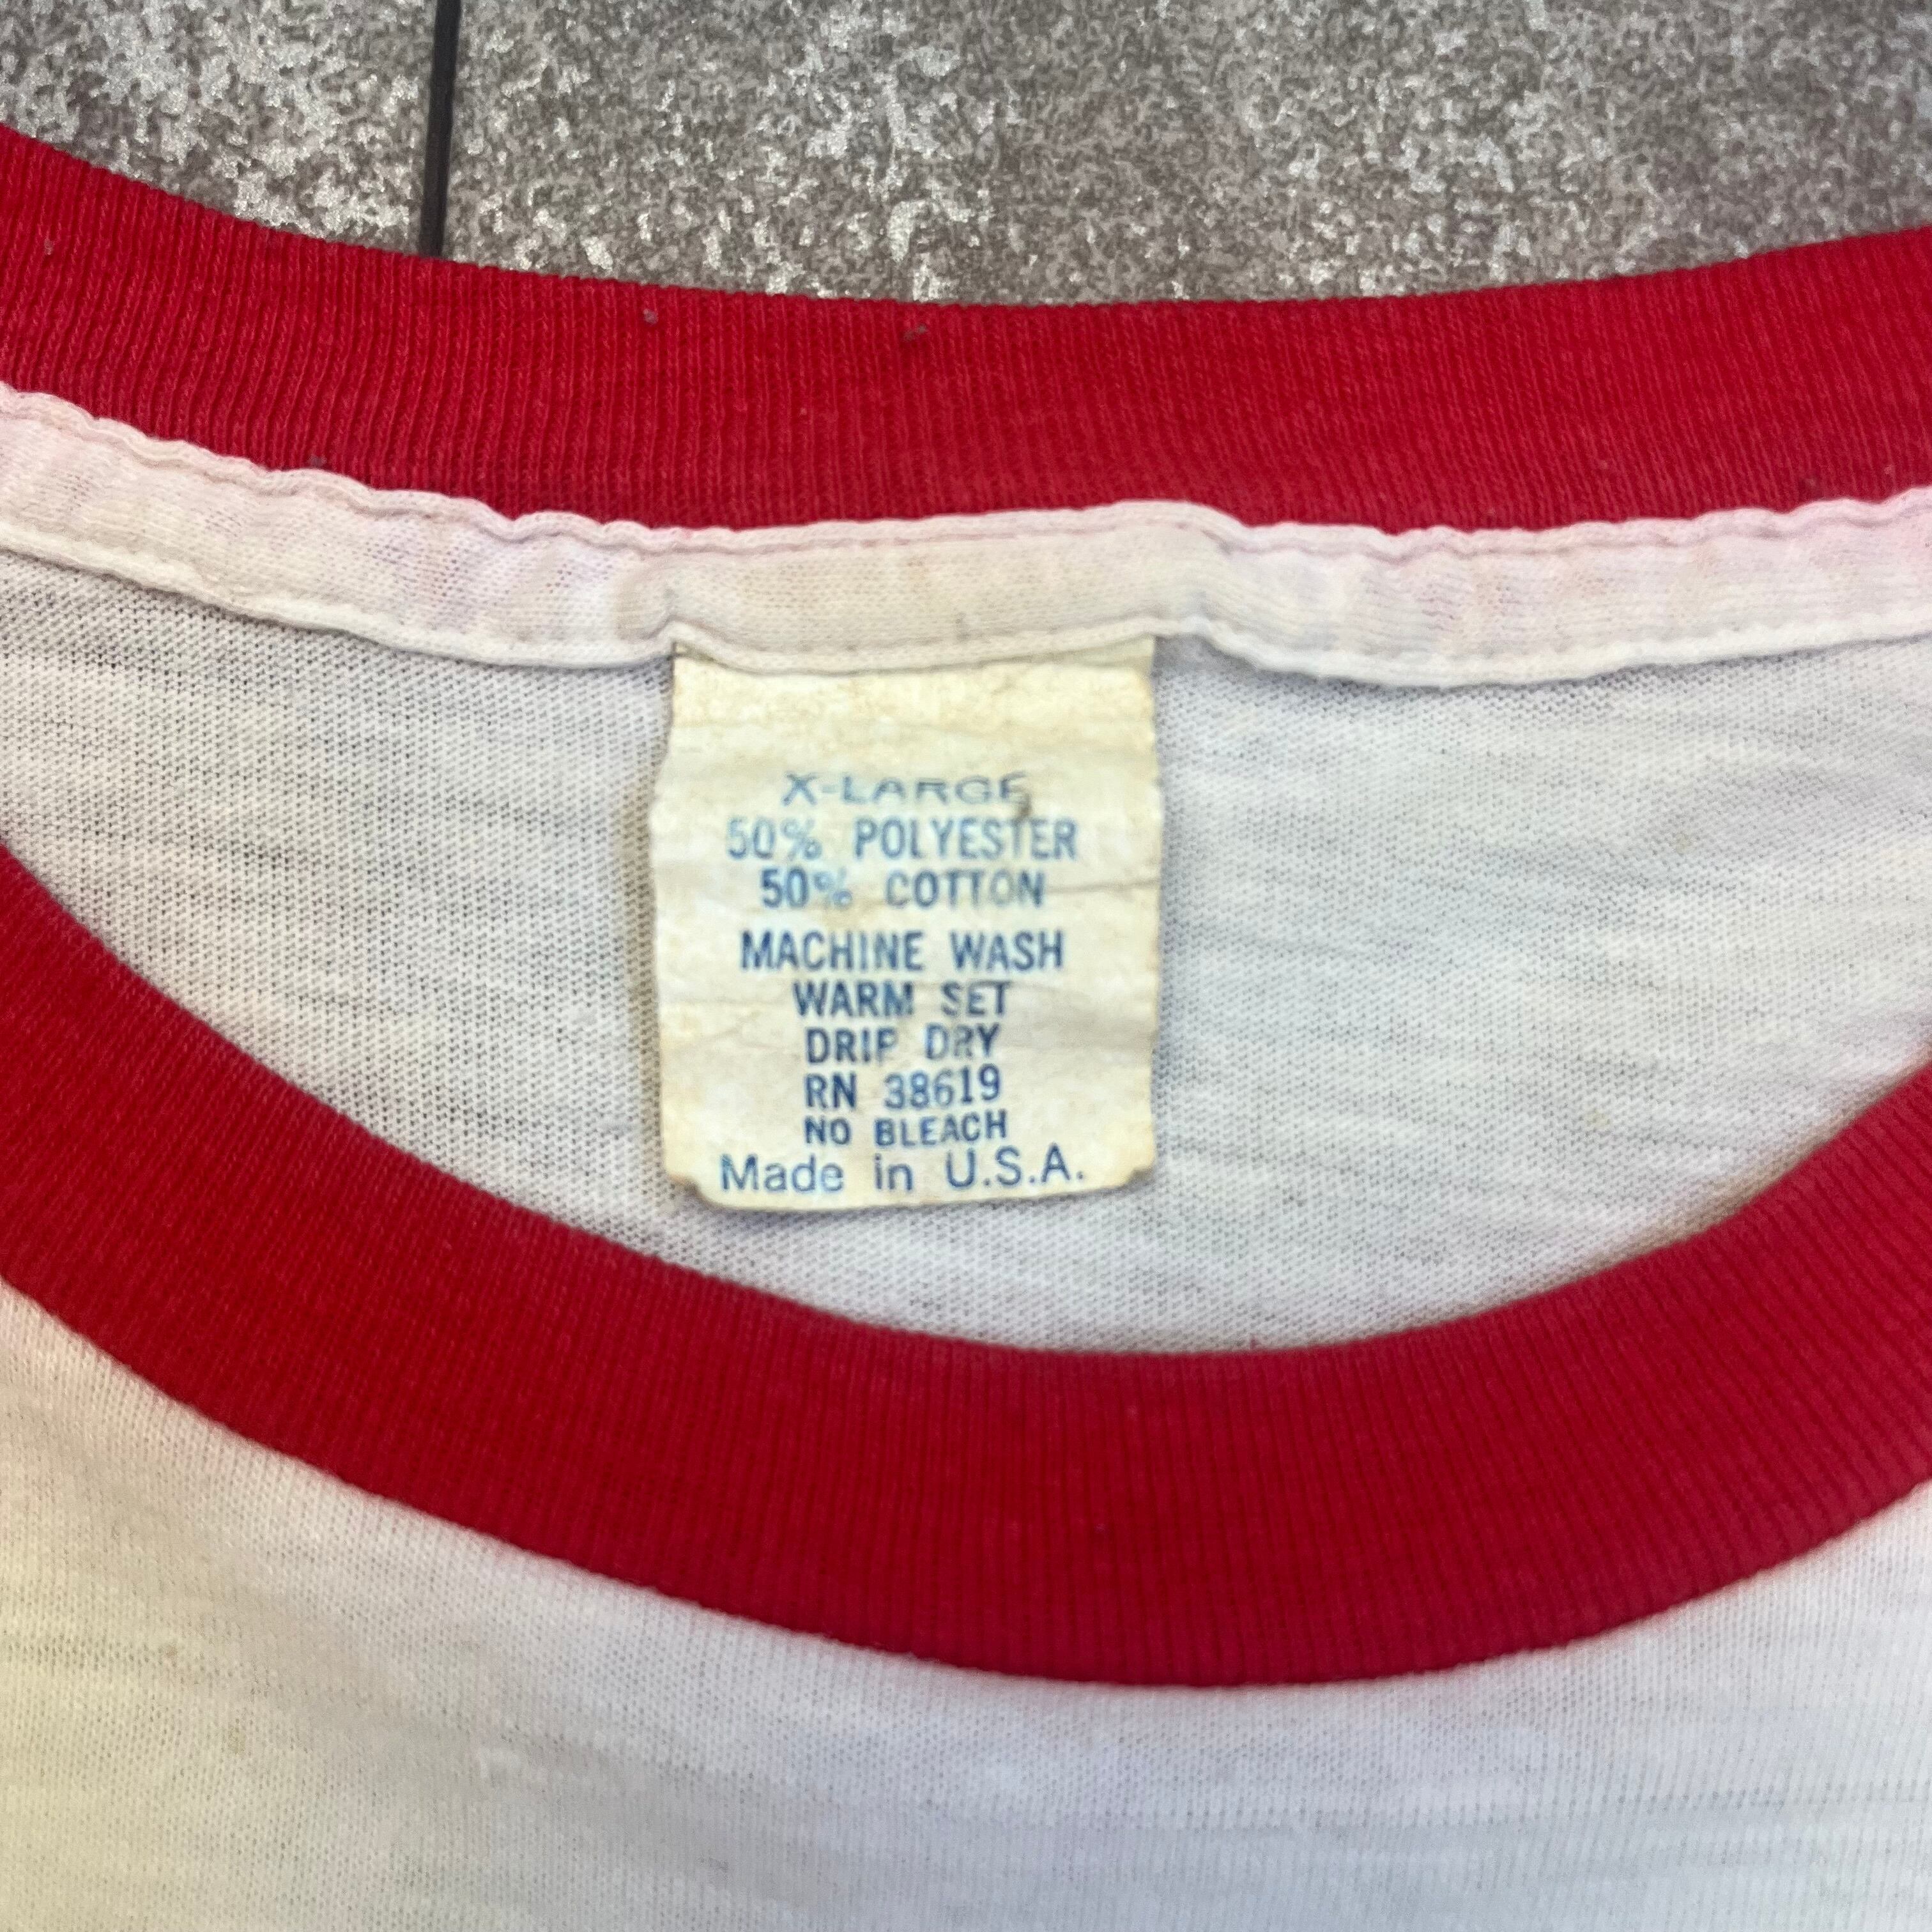 X-LARGE
50% POLYESTER
50% COTTON
MACHINE WASH
WARM SET
DRIP DRY
RN 38619
NO BLEACH
Made in U.S.A.